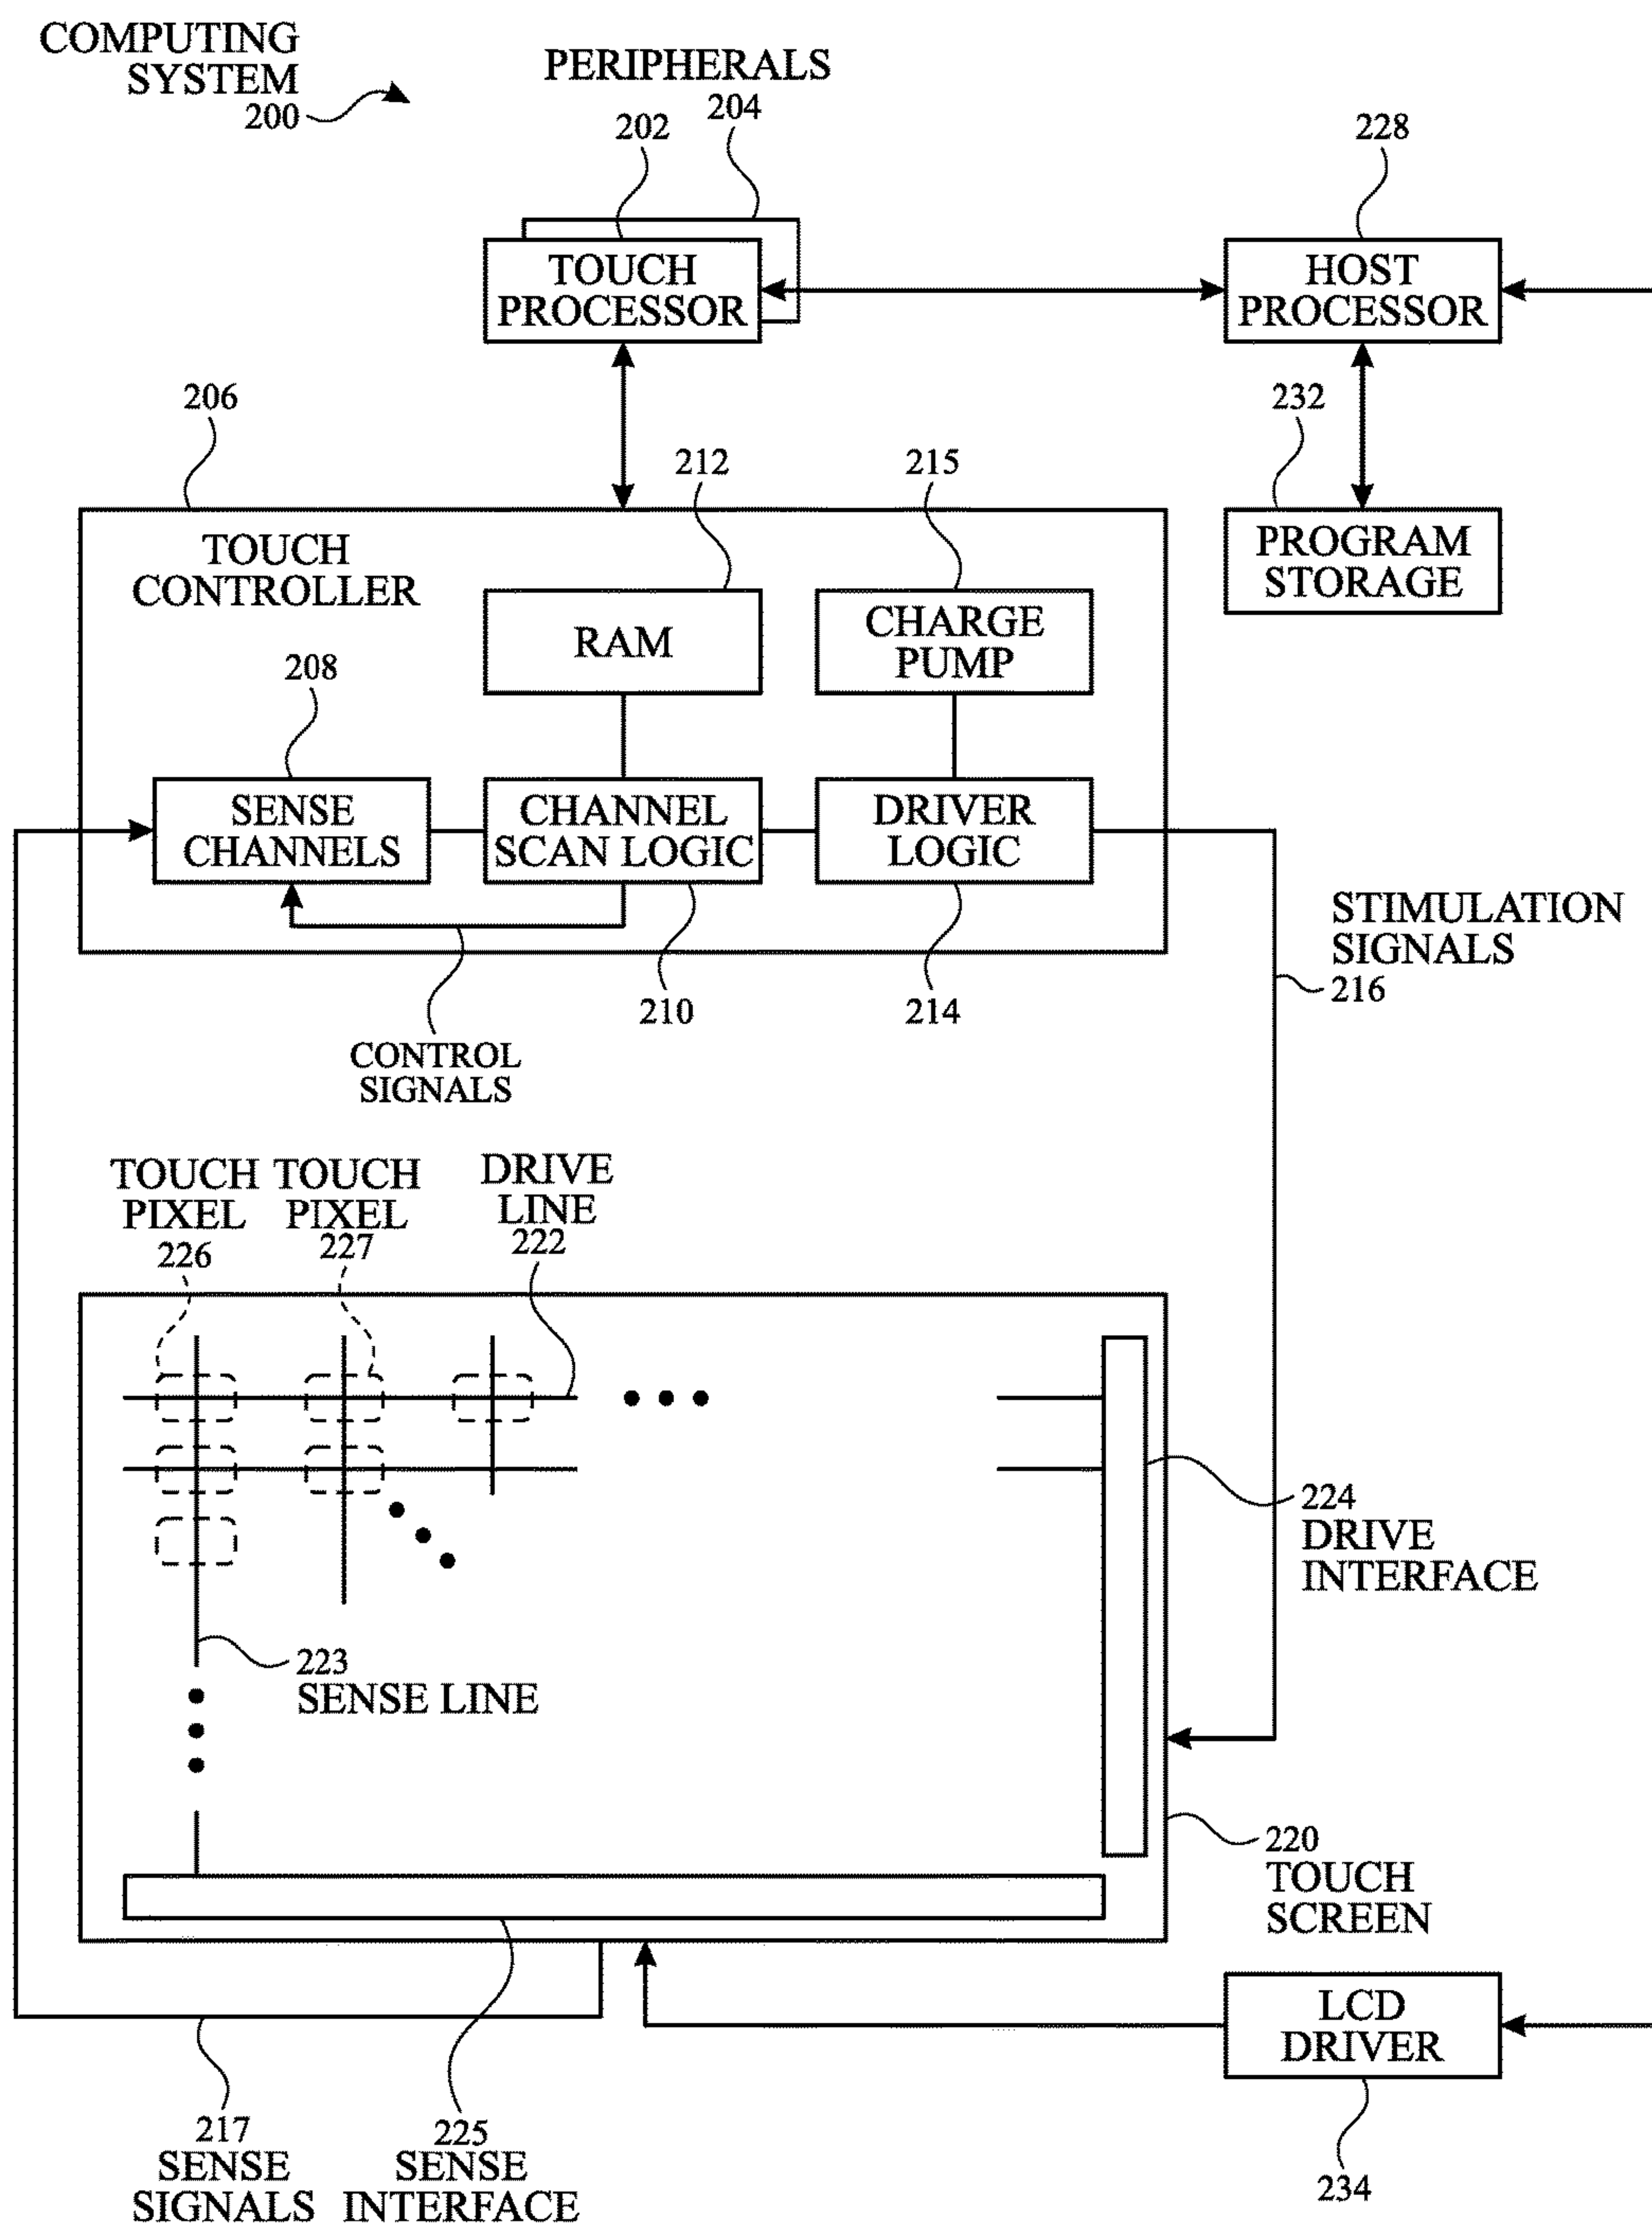 COMPUTING
SYSTEM
200
PERIPHERALS
204
202
228
TOUCH
PROCESSOR
HOST
PROCESSOR
206
232
212
215
TOUCH
CONTROLLER
PROGRAM
STORAGE
RAM
CHARGE
PUMP
208
SENSE
CHANNELS
CHANNEL
SCAN LOGIC
DRIVER
LOGIC
STIMULATION
SIGNALS
216
210
214
CONTROL
SIGNALS
TOUCH
PIXEL
226
TOUCH
PIXEL
227
DRIVE
LINE
222
224
DRIVE
INTERFACE
223
SENSE LINE
220
TOUCH
SCREEN
LCD
DRIVER
217
SENSE
SIGNALS
225
SENSE
INTERFACE
234